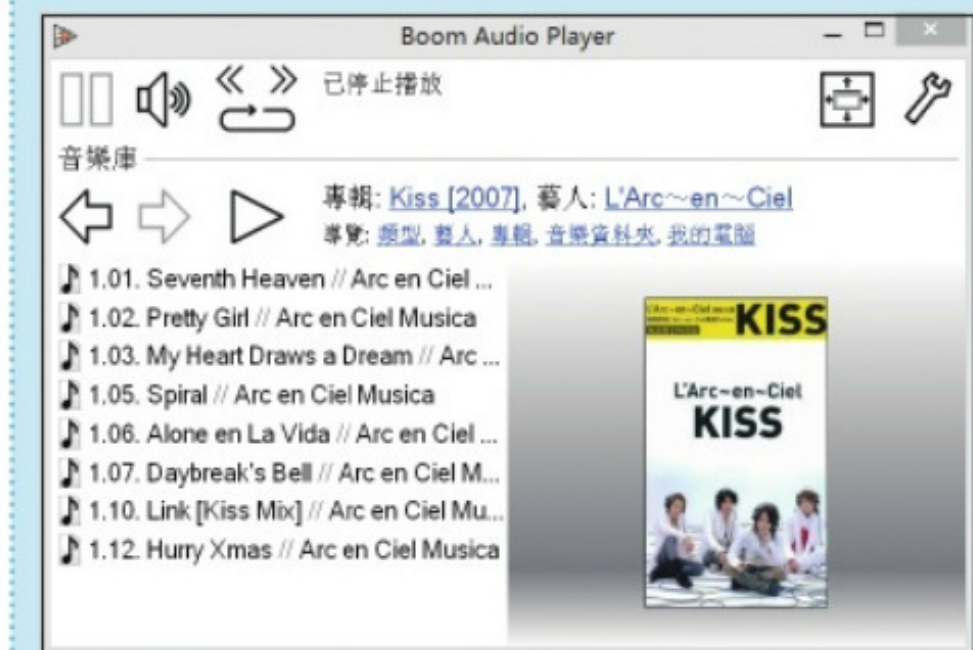 Boom Audio Player
已停止播放
音樂庫
專輯: Kiss [2007], 藝人: L'Arc～en～Ciel
導覽: 類型, 藝人, 專輯, 音樂資料夾, 我的電腦
1.01. Seventh Heaven // Arc en Ciel ...
1.02. Pretty Girl // Arc en Ciel Musica
1.03. My Heart Draws a Dream // Arc ...
1.05. Spiral // Arc en Ciel Musica
1.06. Alone en La Vida // Arc en Ciel ...
1.07. Daybreak's Bell // Arc en Ciel M...
1.10. Link [Kiss Mix] // Arc en Ciel Mu...
1.12. Hurry Xmas // Arc en Ciel Musica
KISS
L'Arc~en~Ciel
KISS